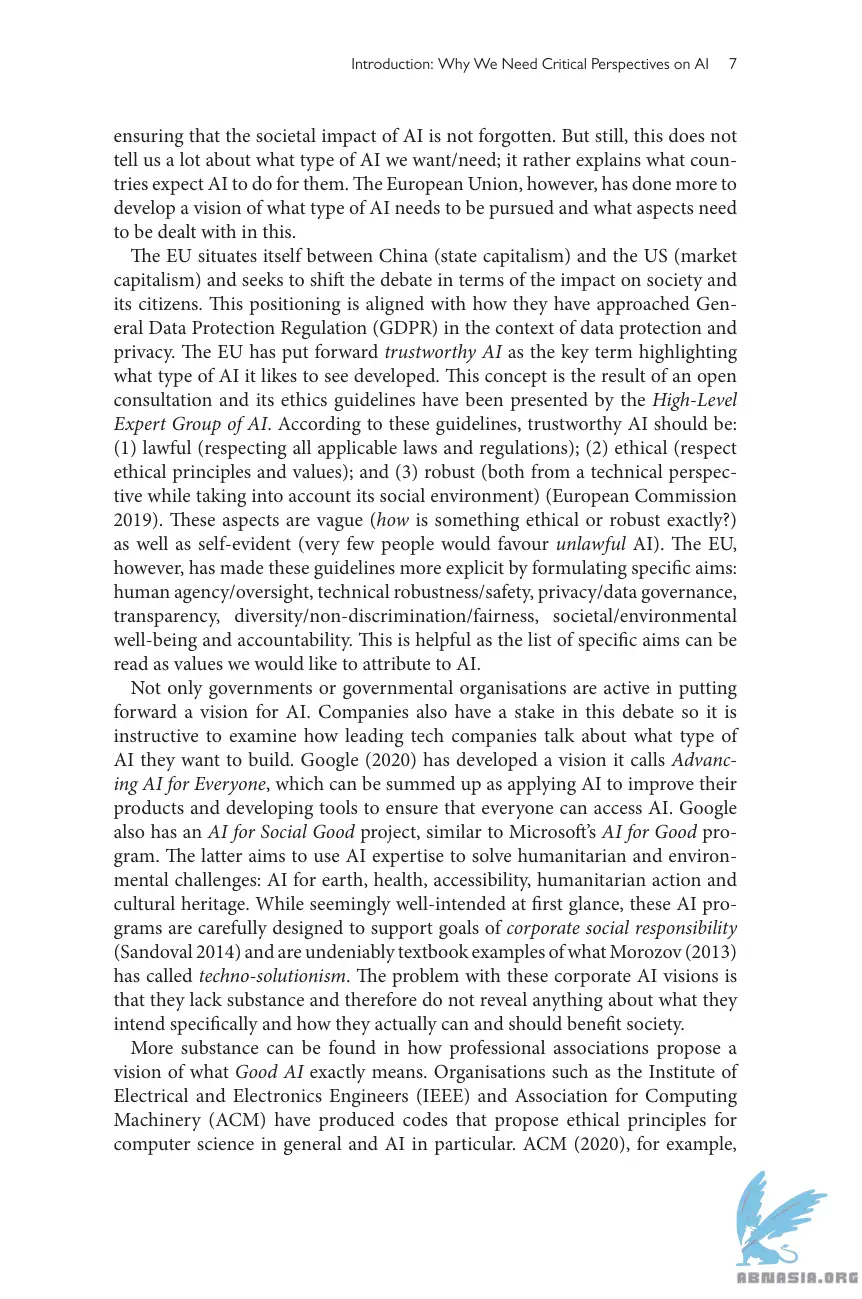 Introduction: Why We Need Critical Perspectives on AI 7
ensuring that the societal impact of AI is not forgotten. But still, this does not
tell us a lot about what type of AI we want/need; it rather explains what coun-
tries expect AI to do for them. The European Union, however, has done more to
develop a vision of what type of AI needs to be pursued and what aspects need
to be dealt with in this.
The EU situates itself between China (state capitalism) and the US (market
capitalism) and seeks to shift the debate in terms of the impact on society and
its citizens. This positioning is aligned with how they have approached Gen-
eral Data Protection Regulation (GDPR) in the context of data protection and
privacy. The EU has put forward trustworthy AI as the key term highlighting
what type of AI it likes to see developed. This concept is the result of an open
consultation and its ethics guidelines have been presented by the High-Level
Expert Group of AI. According to these guidelines, trustworthy AI should be:
(1) lawful (respecting all applicable laws and regulations); (2) ethical (respect
ethical principles and values); and (3) robust (both from a technical perspec-
tive while taking into account its social environment) (European Commission
2019). These aspects are vague (how is something ethical or robust exactly?)
as well as self-evident (very few people would favour unlawful AI). The EU,
however, has made these guidelines more explicit by formulating specific aims:
human agency/oversight, technical robustness/safety, privacy/data governance,
transparency, diversity/non-discrimination/fairness, societal/environmental
well-being and accountability. This is helpful as the list of specific aims can be
read as values we would like to attribute to AI.
Not only governments or governmental organisations are active in putting
forward a vision for AI. Companies also have a stake in this debate so it is
instructive to examine how leading tech companies talk about what type of
AI they want to build. Google (2020) has developed a vision it calls Advanc-
ing AI for Everyone, which can be summed up as applying AI to improve their
products and developing tools to ensure that everyone can access AI. Google
also has an AI for Social Good project, similar to Microsoft's AI for Good pro-
gram. The latter aims to use AI expertise to solve humanitarian and environ-
mental challenges: AI for earth, health, accessibility, humanitarian action and
cultural heritage. While seemingly well-intended at first glance, these AI pro-
grams are carefully designed to support goals of corporate social responsibility
(Sandoval 2014) and are undeniably textbook examples of what Morozov (2013)
has called techno-solutionism. The problem with these corporate AI visions is
that they lack substance and therefore do not reveal anything about what they
intend specifically and how they actually can and should benefit society.
More substance can be found in how professional associations propose a
vision of what Good AI exactly means. Organisations such as the Institute of
Electrical and Electronics Engineers (IEEE) and Association for Computing
Machinery (ACM) have produced codes that propose ethical principles for
computer science in general and AI in particular. ACM (2020), for example,
ABNASIA.ORG